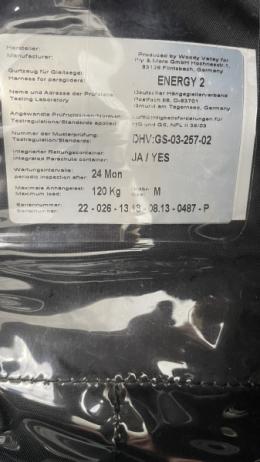 Hersteller:
Manufacturer:
Produced by Woody Valley for
Fly & More GmbH Hochriesstr.1,
83126 Flintsbach, Germany
Gurtzeug für Gleitsegel
Harness for paragliders:
ENERGY 2
Name und Adresse der Prüfstelle
Testing Laboratory
Deutscher Hängegleiterverband
Postfach 88, D-83701
Gmund am Tegernsee, Germany
Angewandte Prüfungsnormen
Testregulation/Standards applied
Lufttüchtigkeitsforderungen für
HG und GS, NFL II 35/03
Nummer der Musterprüfung:
Testregulation/Standards:
DHV:GS-03-257-02
Integrierter Rettungscontainer:
Integrated Parachute container:
JA / YES
Wartungsintervalle:
periodic inspection after:
24 Mon
Maximale Anhängelast:
Maximum load:
120 Kg
M
Seriennummer:
22 - 026 - 13.13 - 08.13 - 0487 - P